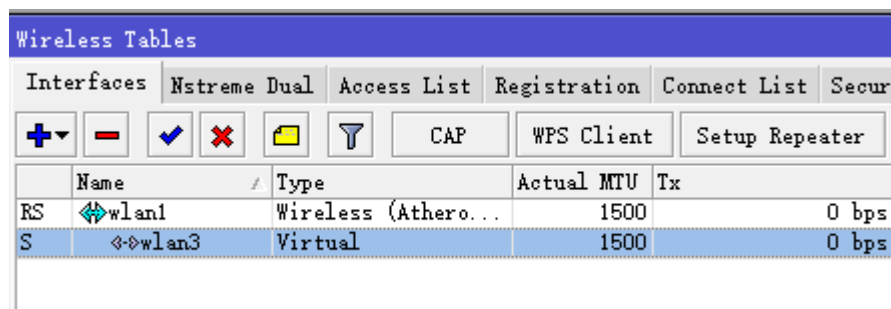 Wireless Tables
Interfaces Nstreme Dual Access List Registration Connect List Secur
CAP WPS Client Setup Repeater
Name Type Actual MTU Tx
RS wlan1 Wireless (Athero... 1500 0 bps
S wlan3 Virtual 1500 0 bps